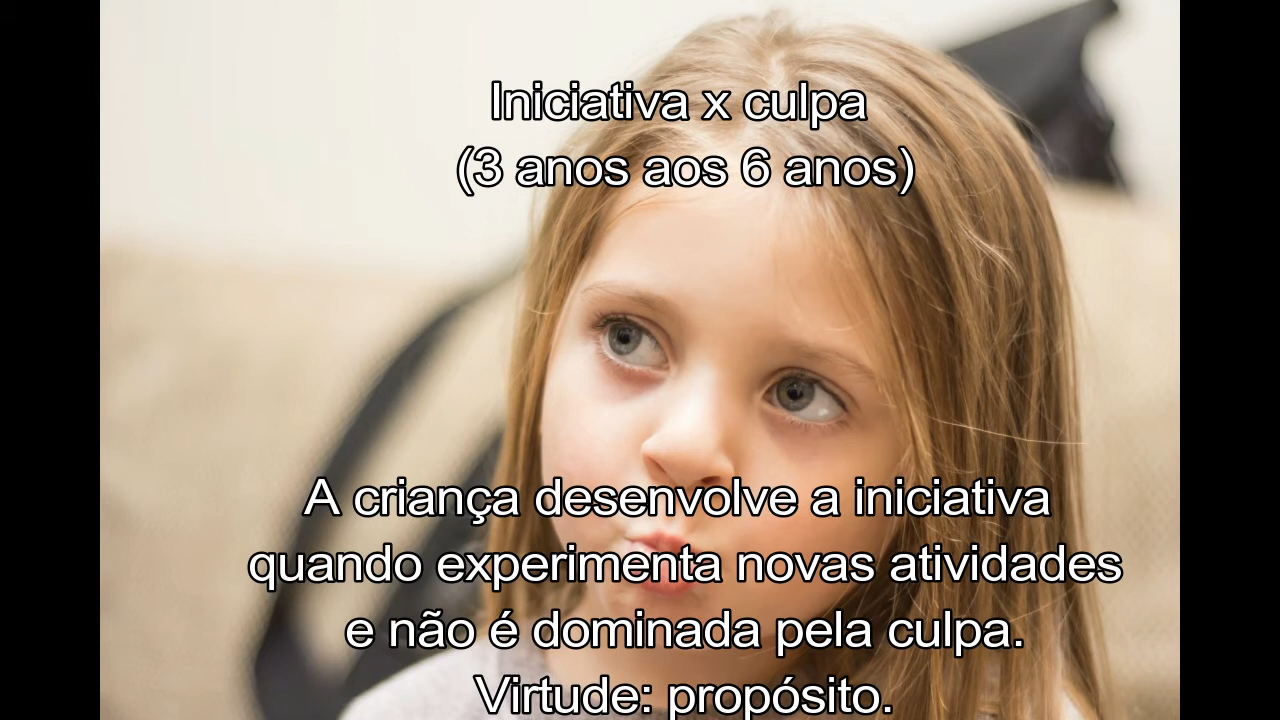 Iniciativa x culpa
(3 anos aos 6 anos)
A criança desenvolve a iniciativa
quando experimenta novas atividades
e não é dominada pela culpa.
Virtude: propósito.